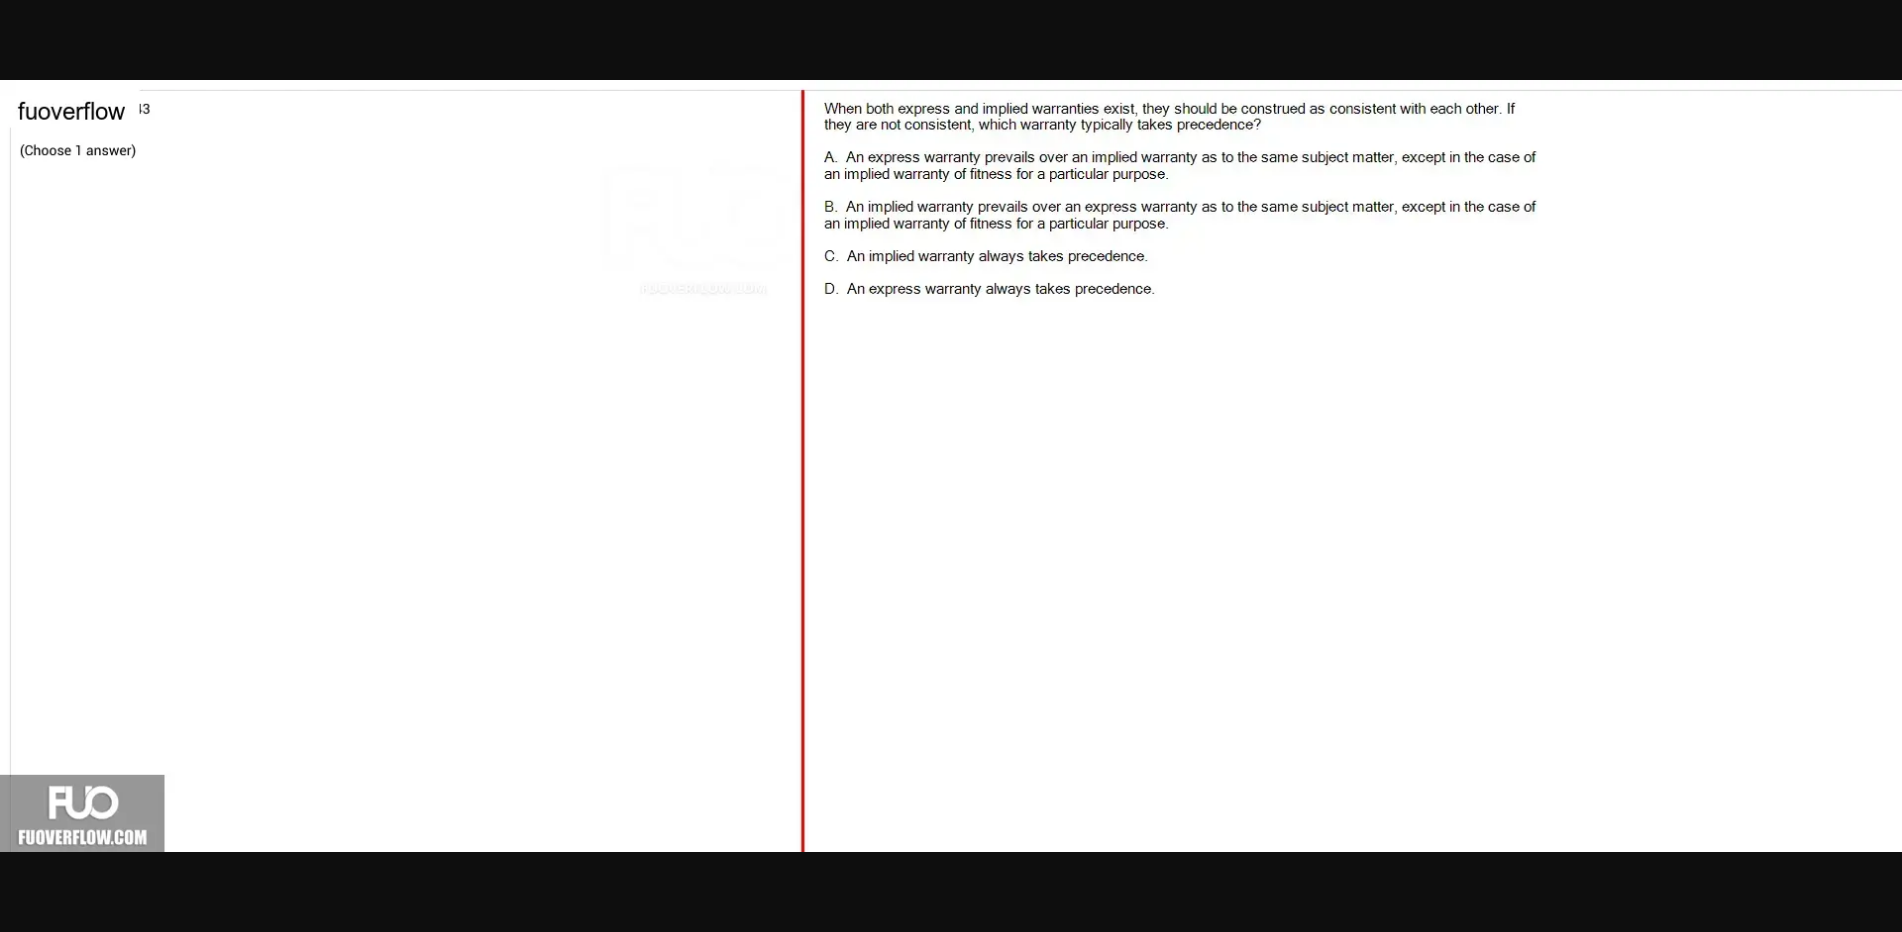 fuoverflow 43
(Choose 1 answer)
When both express and implied warranties exist, they should be construed as consistent with each other. If
they are not consistent, which warranty typically takes precedence?
A. An express warranty prevails over an implied warranty as to the same subject matter, except in the case of
an implied warranty of fitness for a particular purpose.
B. An implied warranty prevails over an express warranty as to the same subject matter, except in the case of
an implied warranty of fitness for a particular purpose.
C. An implied warranty always takes precedence.
D. An express warranty always takes precedence.
FUO
FUOVERFLOW.COM
FUO
FUOVERFLOW.COM